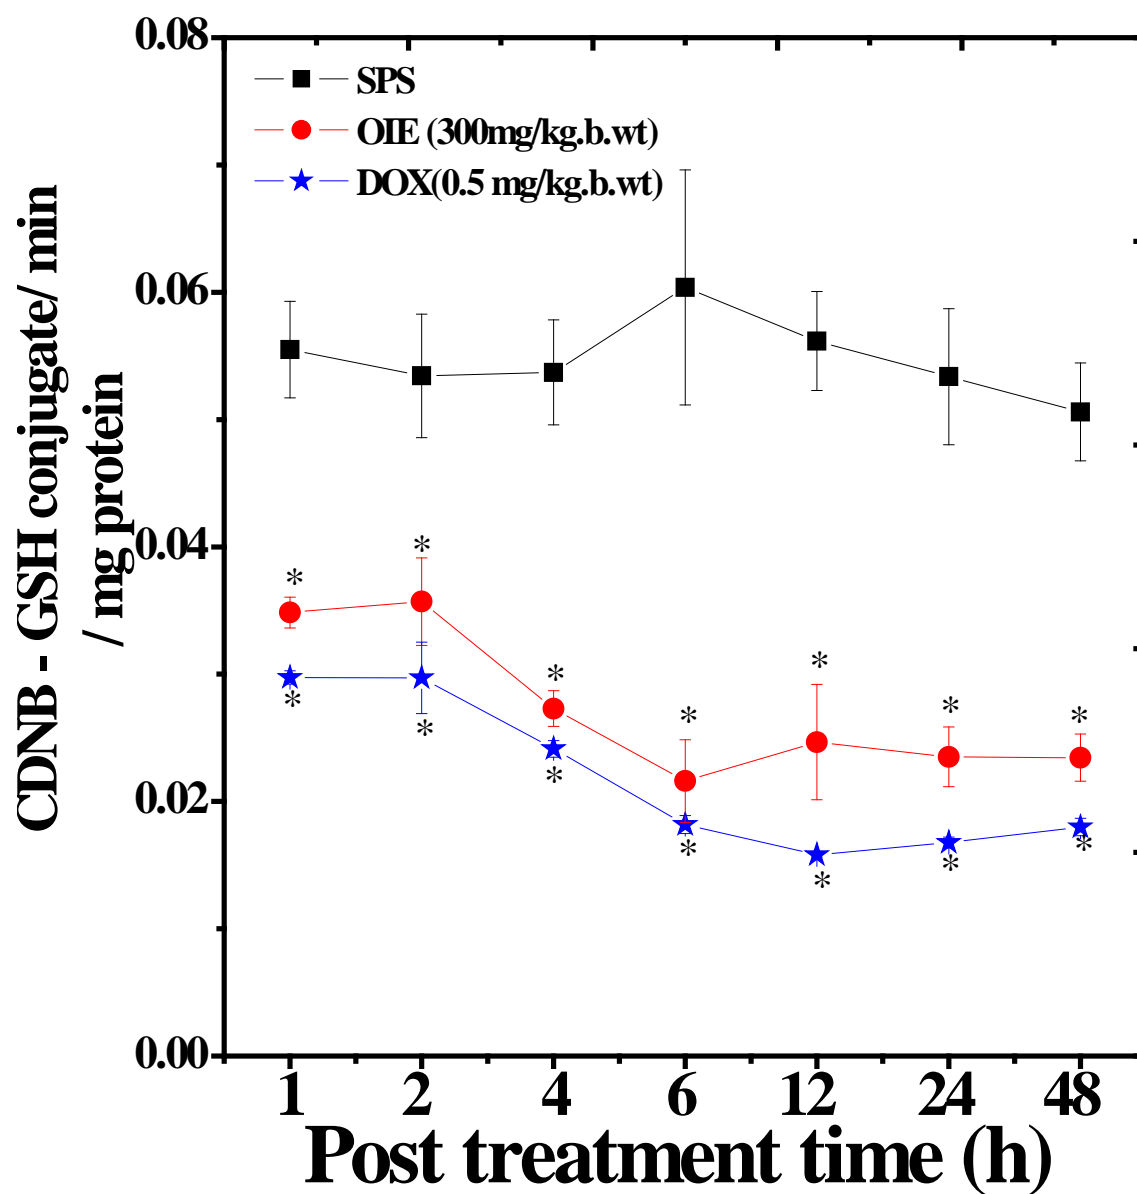 0.08
SPS
OIE (300mg/kg.b.wt)
DOX(0.5 mg/kg.b.wt)
0.06
0.04
0.02
0.00
CDNB - GSH conjugate/ min
/ mg protein
* * * * * * *
* * * * * * *
1 2 4 6 12 24 48
Post treatment time (h)